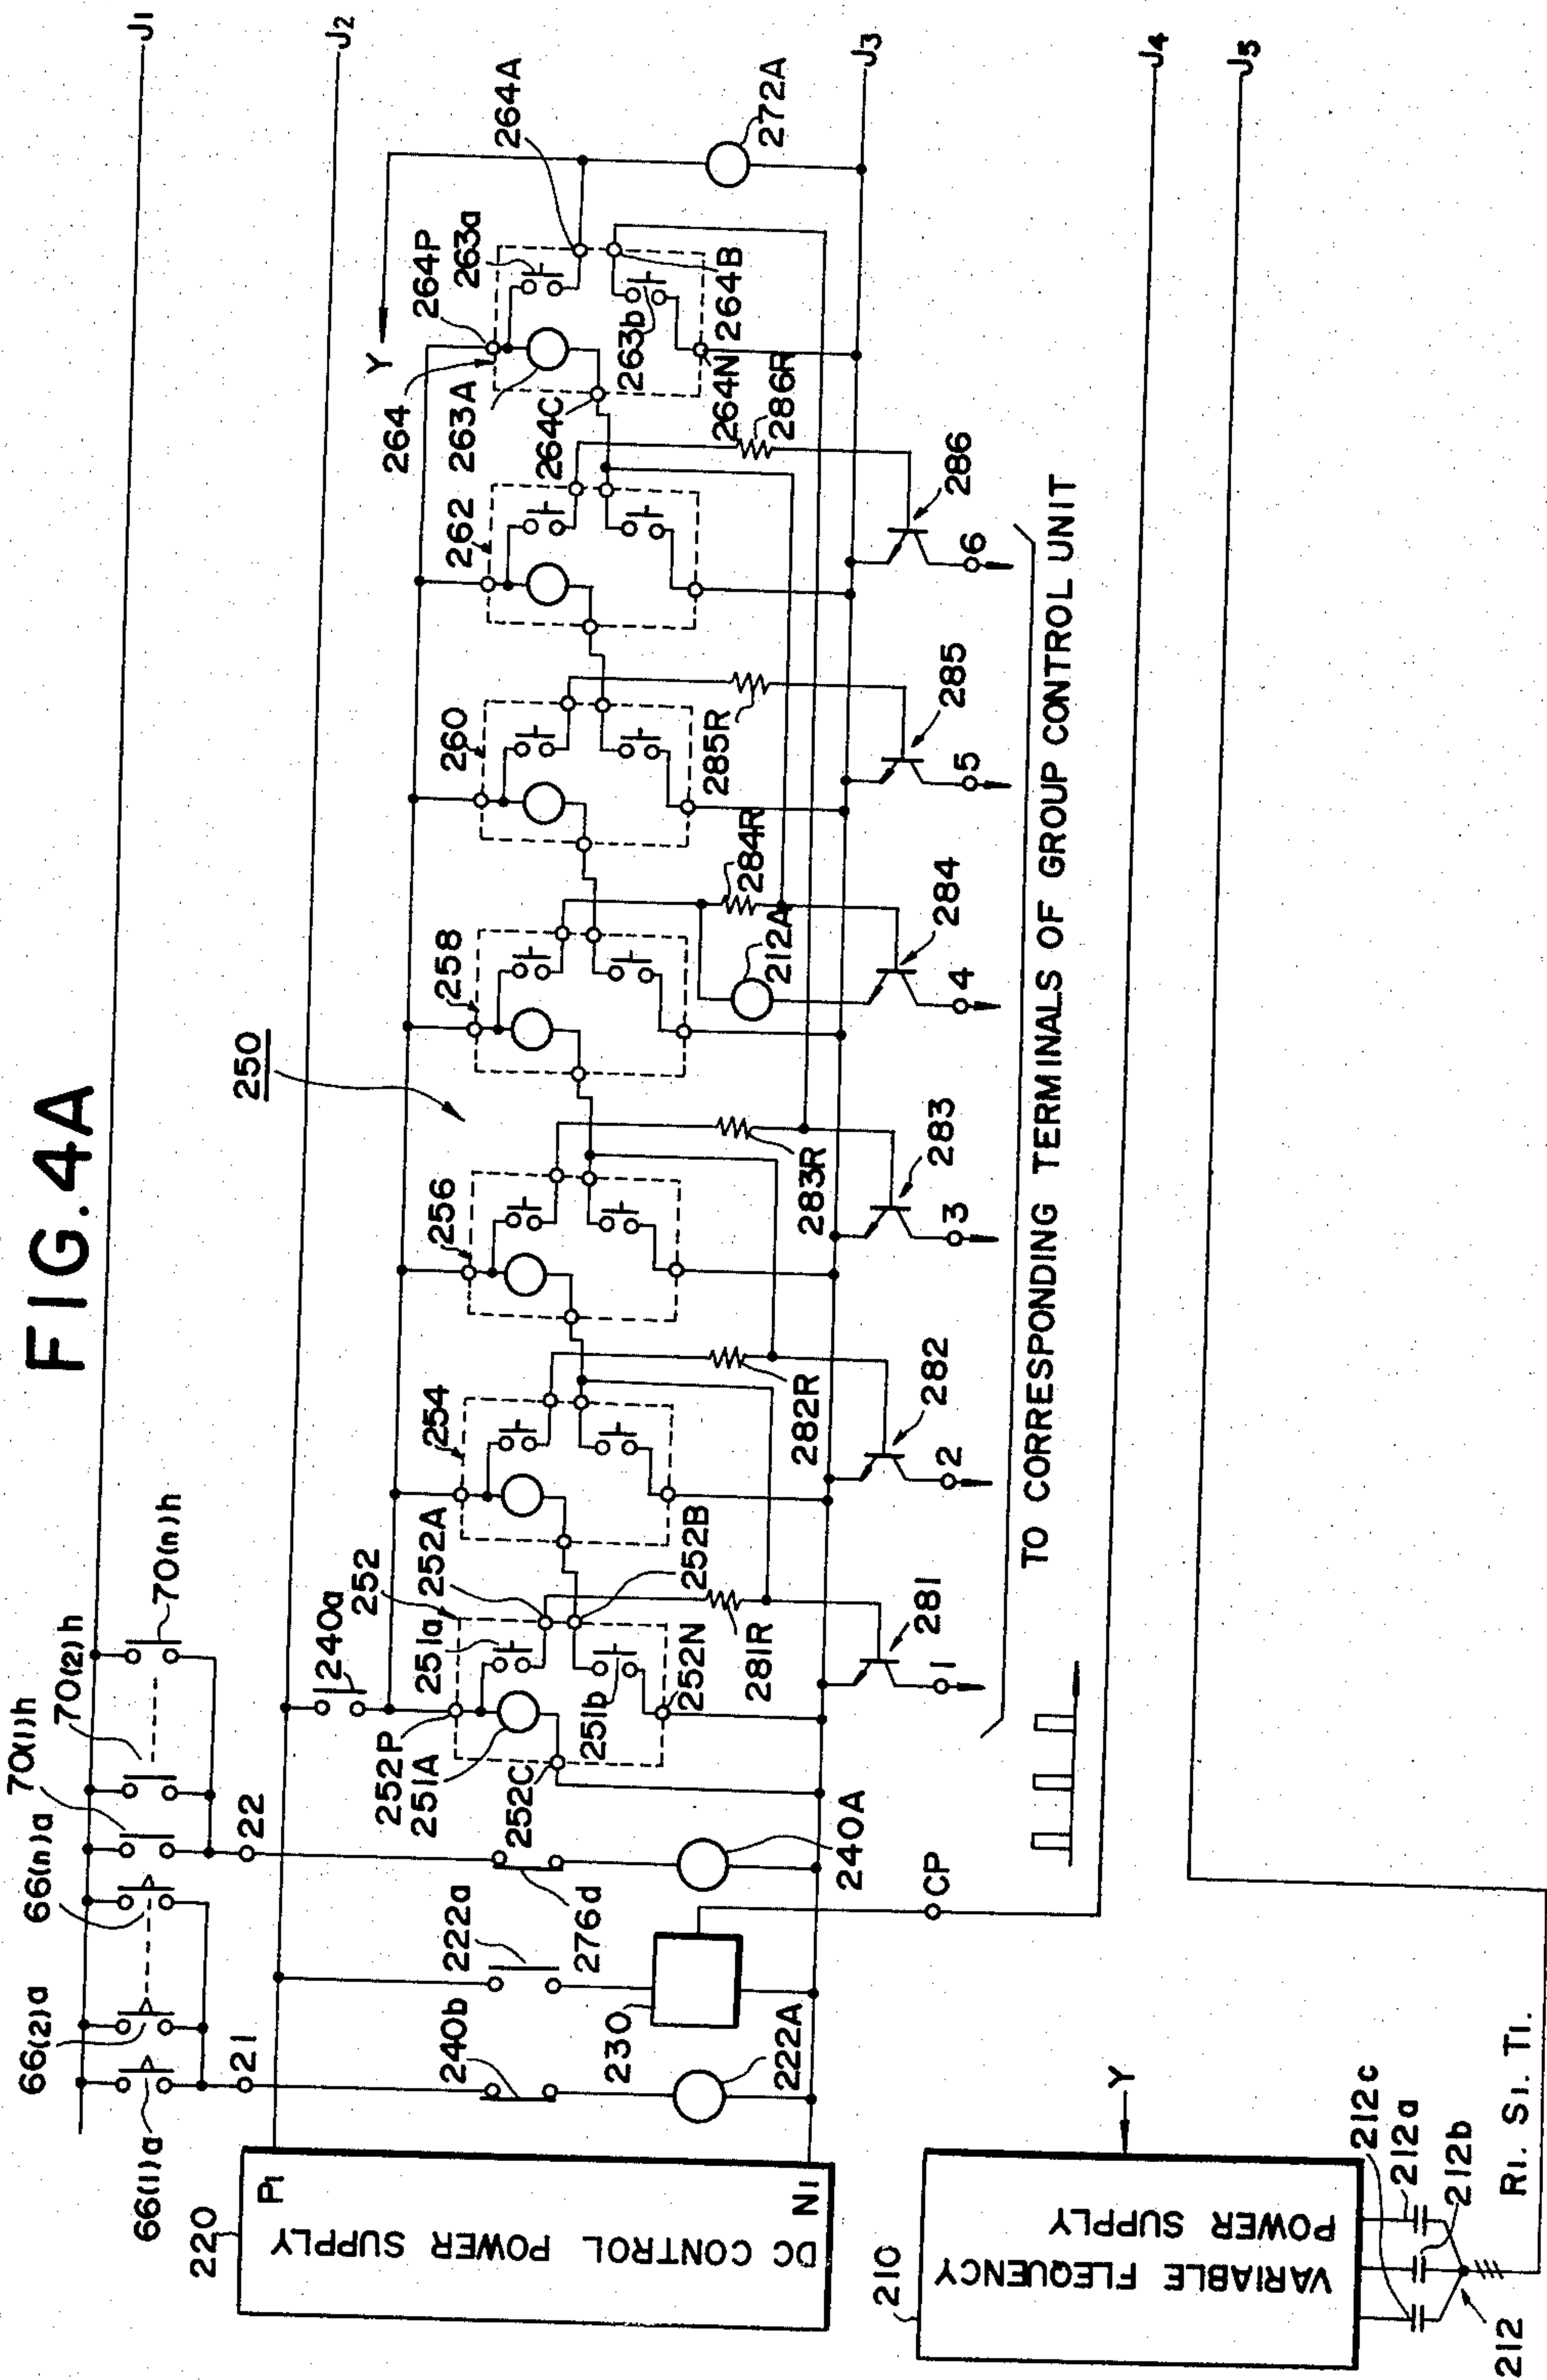 FIG. 4A
J1
J2
J3
J4
J5
66(1)a
66(2)a
66(n)a
70(1)h
70(2)h
70(n)h
21
22
220
P1
N1
DC CONTROL POWER SUPPLY
240b
222A
222a
230
276d
240A
CP
240a
250
252
252P
251A
252C
251a
252A
251b
252N
252B
254
256
258
260
262
264
264P
263A
263a
264A
264C
263b
264B
264N
Y
272A
281R
282R
283R
284R
212A
285R
286R
281
282
283
284
285
286
1
2
3
4
5
6
TO CORRESPONDING TERMINALS OF GROUP CONTROL UNIT
210
VARIABLE FLEQUENCY
POWER SUPPLY
Y
212c
212a
212b
212
R1. S1. T1.